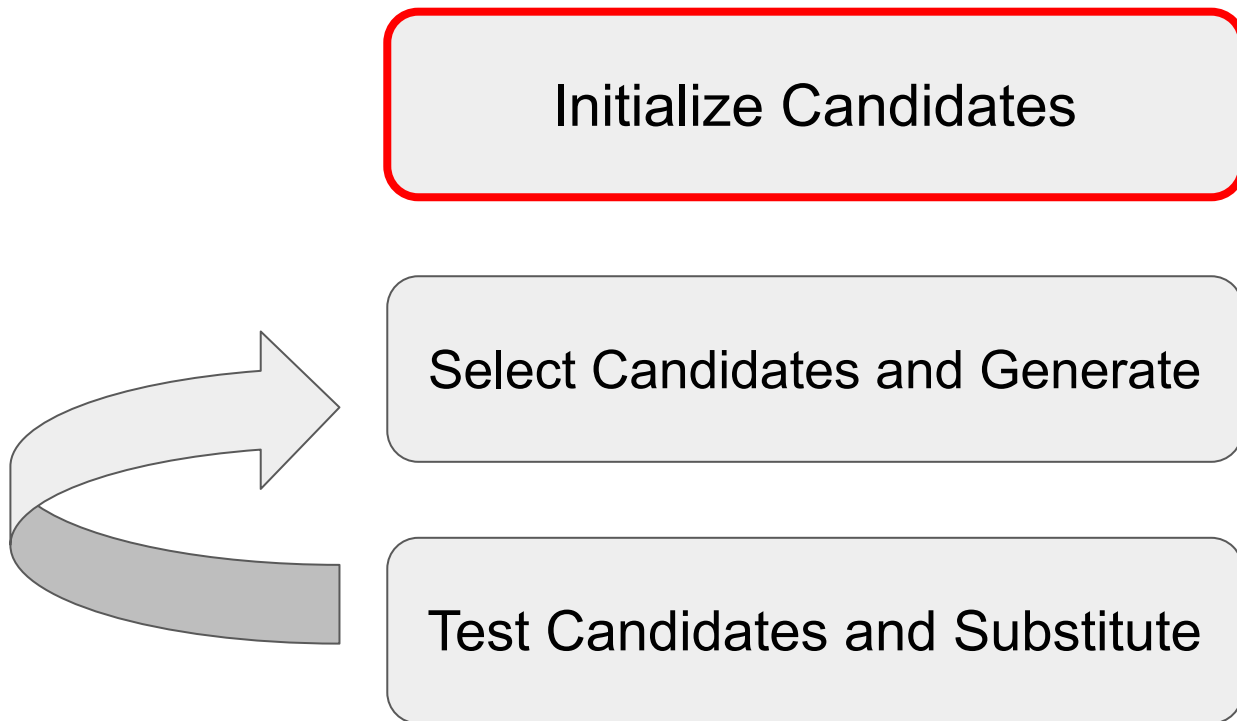 Initialize Candidates
Select Candidates and Generate
Test Candidates and Substitute